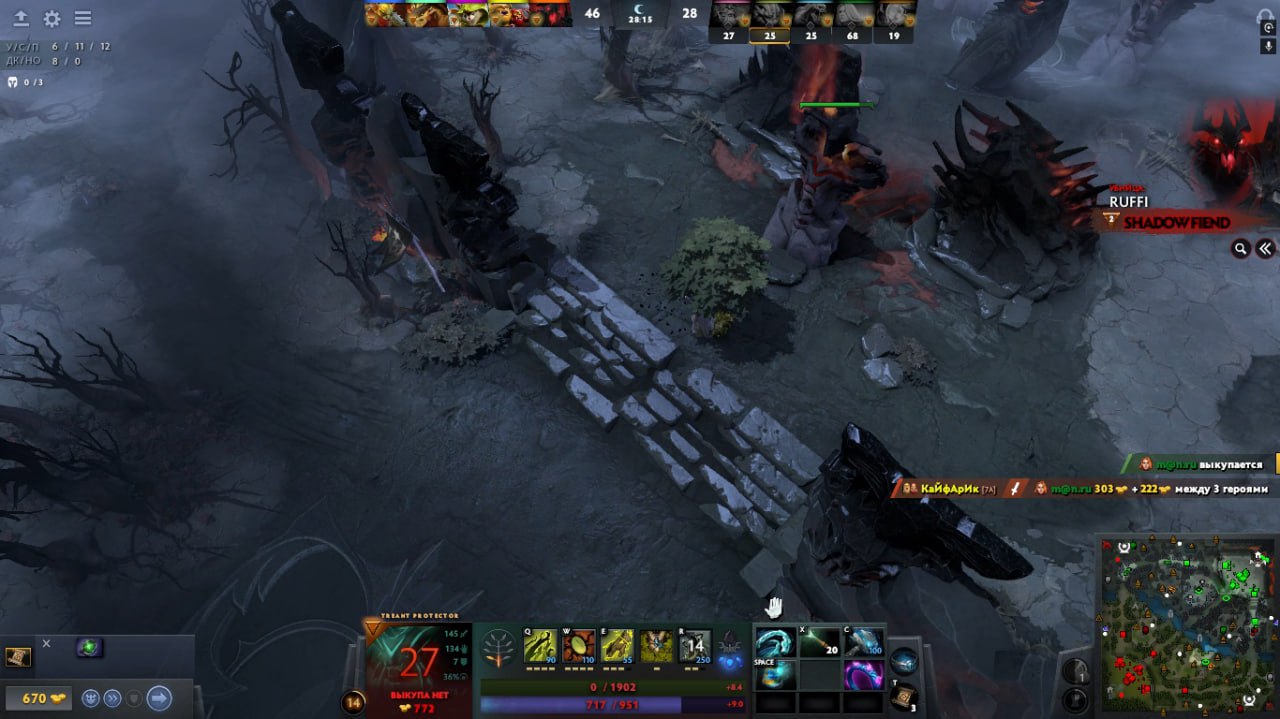 46
28:15
28
27 25 25 68 19
У/С/П 6 / 11 / 12
ДК/НО 8 / 0
0 / 3
УБИЙЦА:
RUFFI
2 SHADOW FIEND
m@n.ru выкупается
КаЙфАрИк [7Л] m@n.ru 303 + 222 между 3 героями
TREANT PROTECTOR
27
145
134
7
36%
ВЫКУПА НЕТ
772
14
Q W E R
90 110 55 14 250
0 / 1902 +8.4
717 / 951 +9.0
X C
20 100
SPACE
T
3
1
670
X